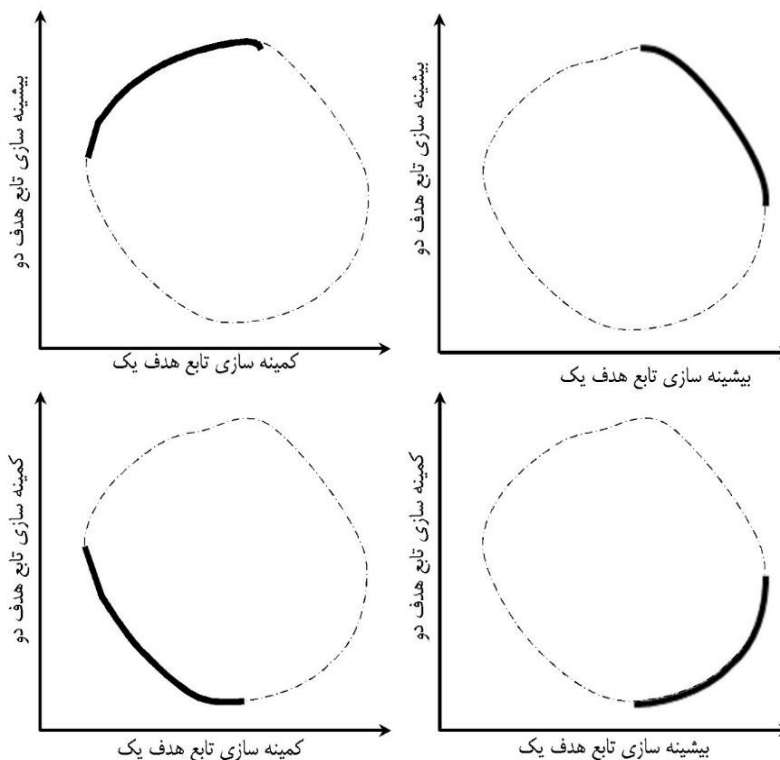 بیشینه سازی تابع هدف دو
کمینه سازی تابع هدف یک
بیشینه سازی تابع هدف دو
بیشینه سازی تابع هدف یک
کمینه سازی تابع هدف دو
کمینه سازی تابع هدف یک
کمینه سازی تابع هدف دو
بیشینه سازی تابع هدف یک